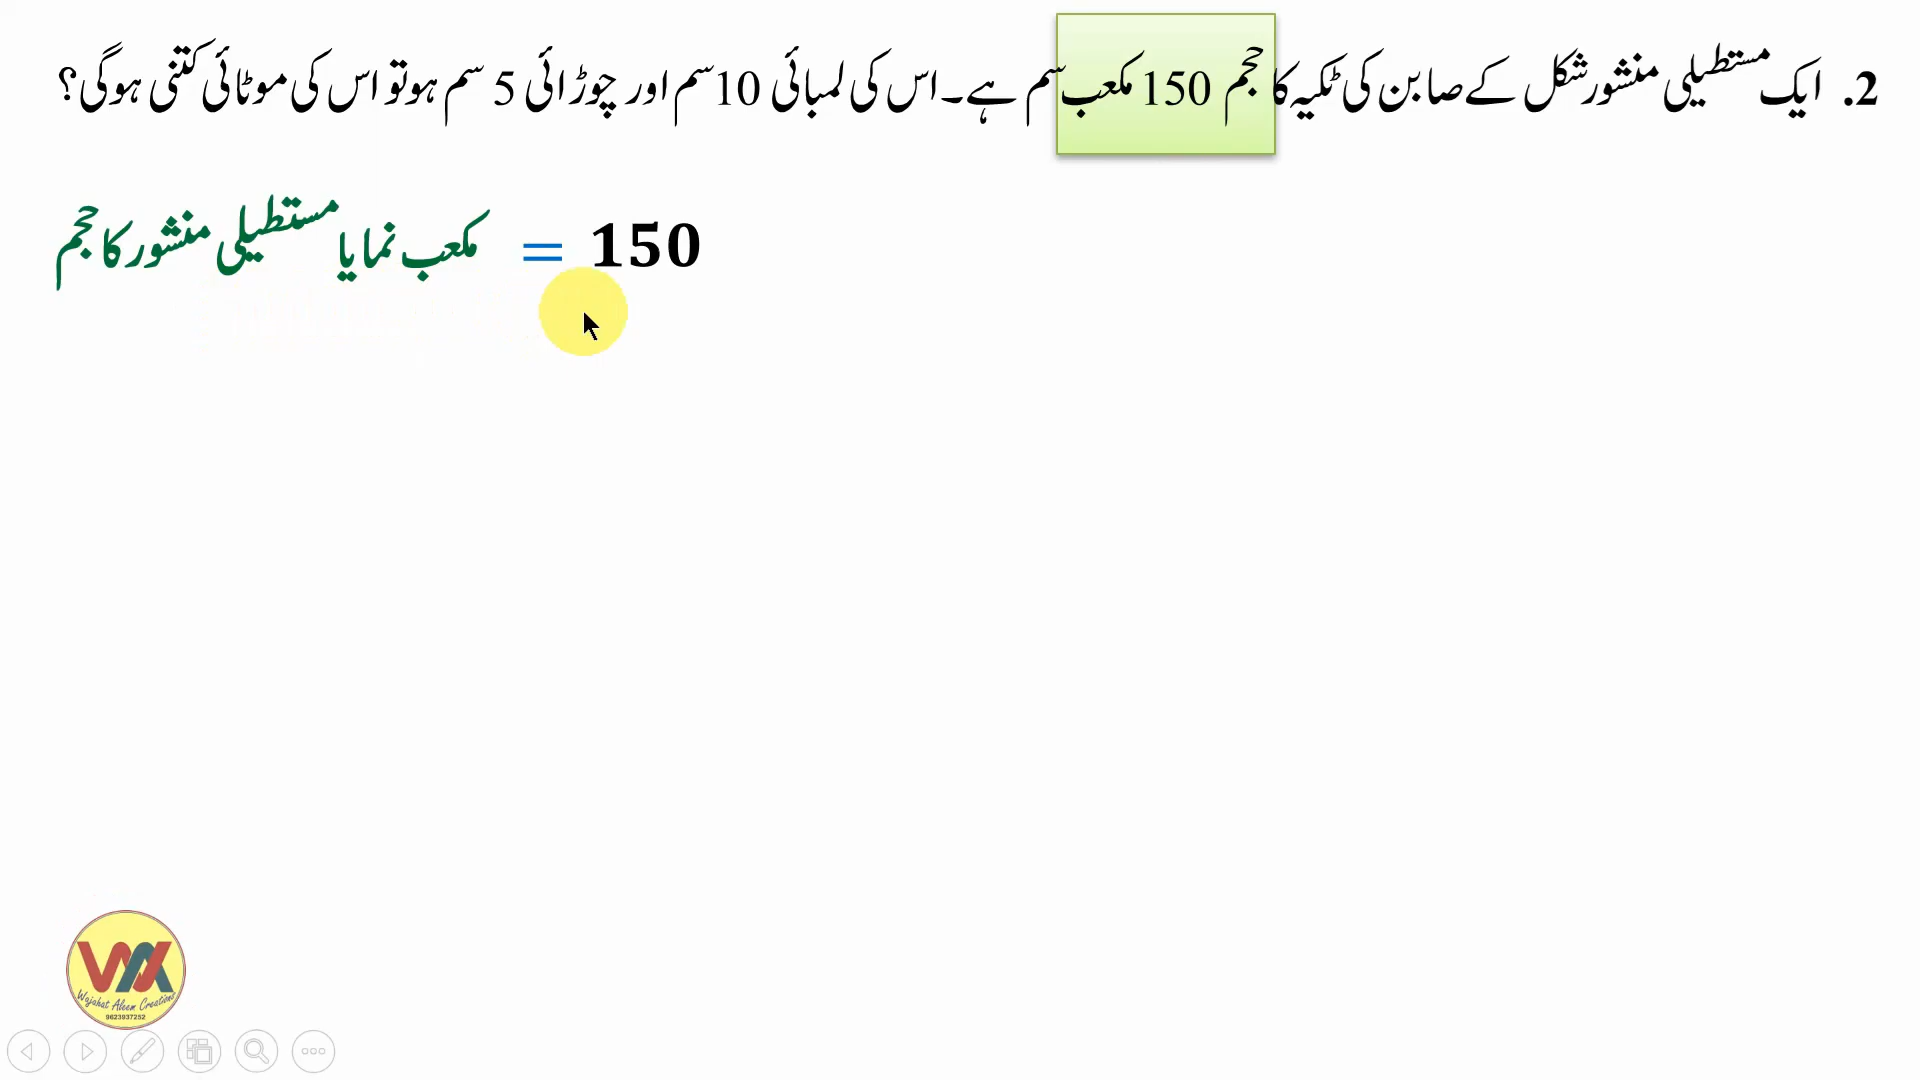 2. ایک مستطیلی منشور شکل کے صابن کی ٹکیہ کا حجم 150 مکعب سم ہے۔ اس کی لمبائی 10 سم اور چوڑائی 5 سم ہو تو اس کی موٹائی کتنی ہوگی؟
مکعب نما یا مستطیلی منشور کا حجم = 150
WA
Wajahat Aleem Creations
9623937252